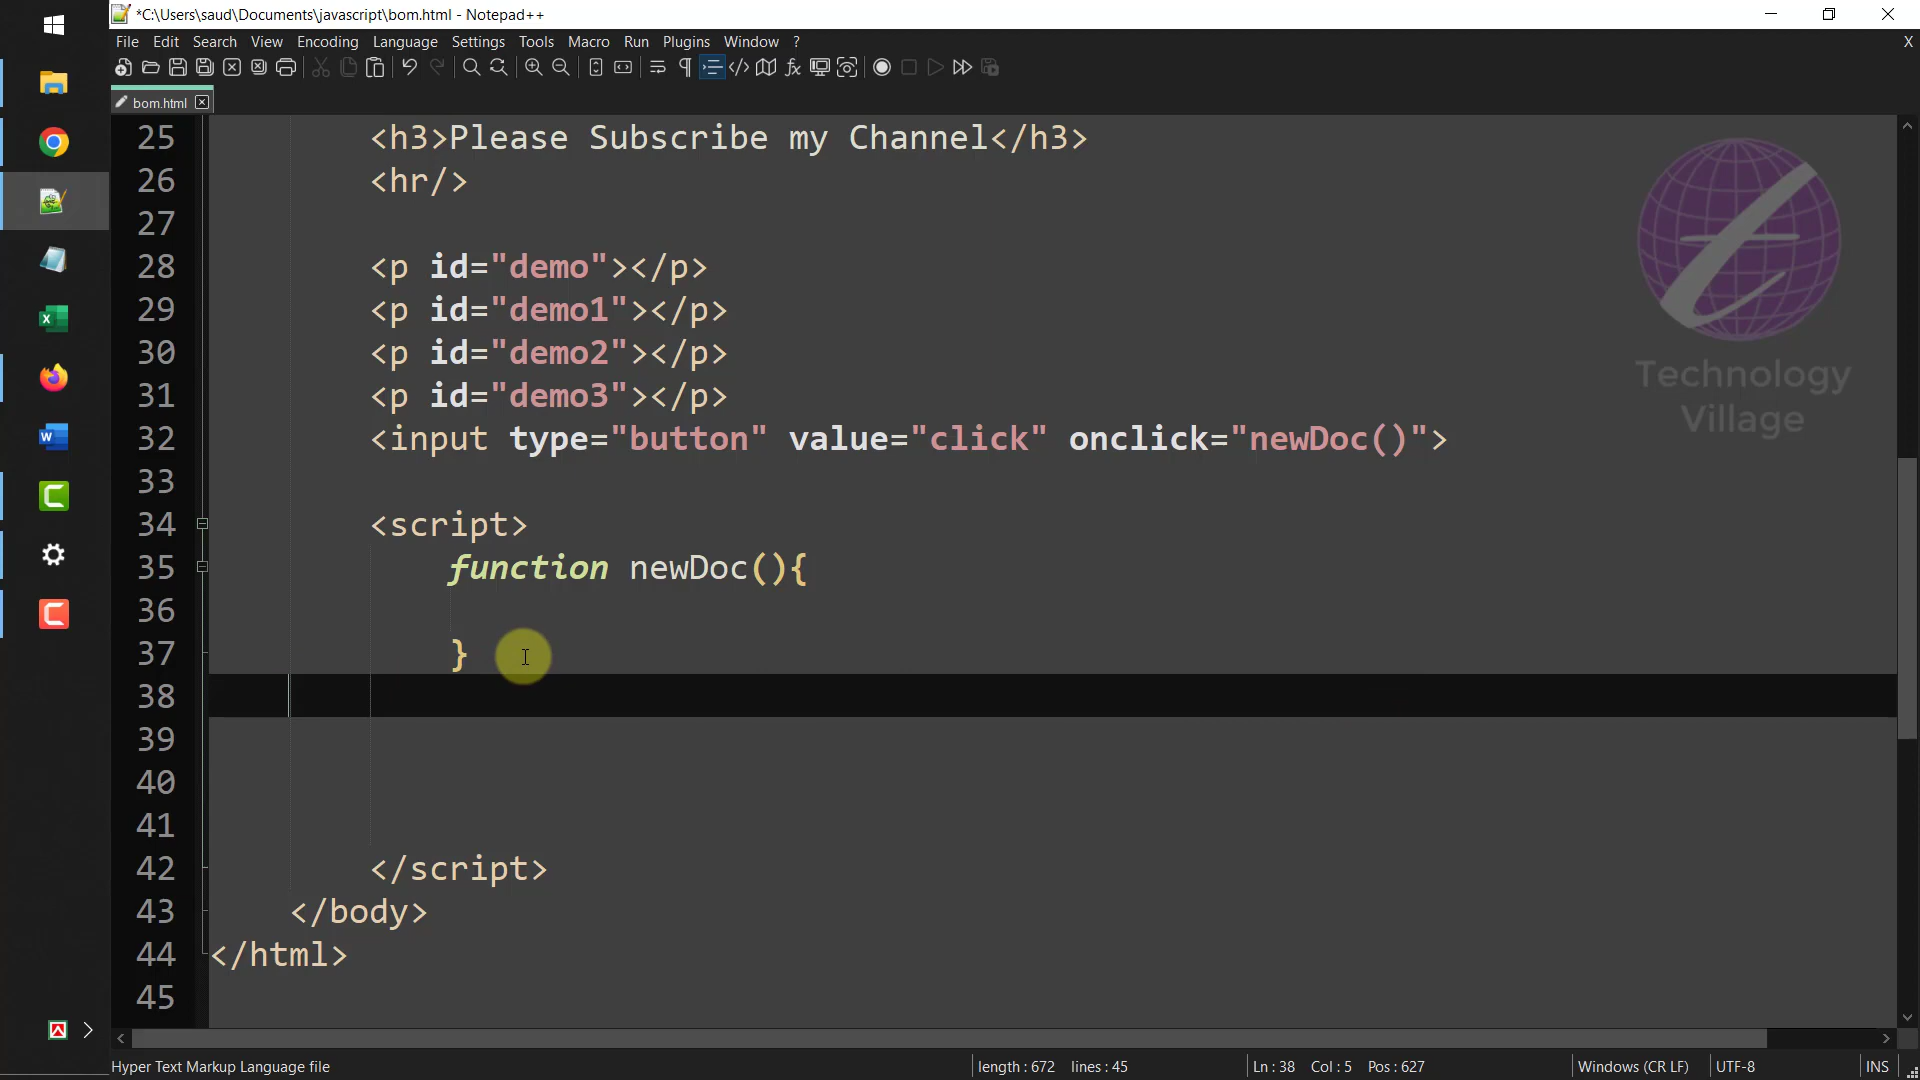 *C:\Users\saud\Documents\javascript\bom.html - Notepad++
File Edit Search View Encoding Language Settings Tools Macro Run Plugins Window ? X
bom.html
25 <h3>Please Subscribe my Channel</h3>
26 <hr/>
27
28 <p id="demo"></p>
29 <p id="demo1"></p>
30 <p id="demo2"></p>
31 <p id="demo3"></p>
32 <input type="button" value="click" onclick="newDoc()">
33
34 <script>
35 function newDoc(){
36
37 }
38
39
40
41
42 </script>
43 </body>
44 </html>
45
Technology
Village
Hyper Text Markup Language file length : 672 lines : 45 Ln : 38 Col : 5 Pos : 627 Windows (CR LF) UTF-8 INS